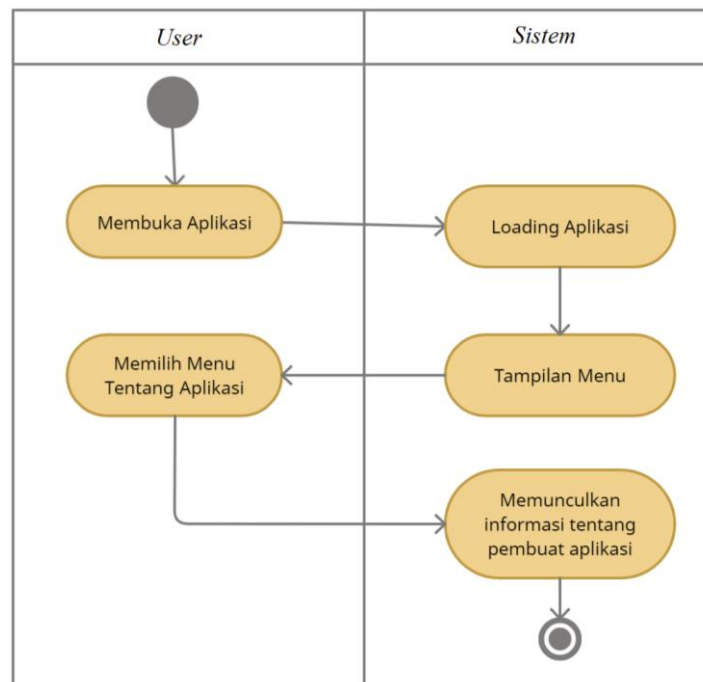 User
Sistem
Membuka Aplikasi
Loading Aplikasi
Memilih Menu
Tentang Aplikasi
Tampilan Menu
Memunculkan
informasi tentang
pembuat aplikasi